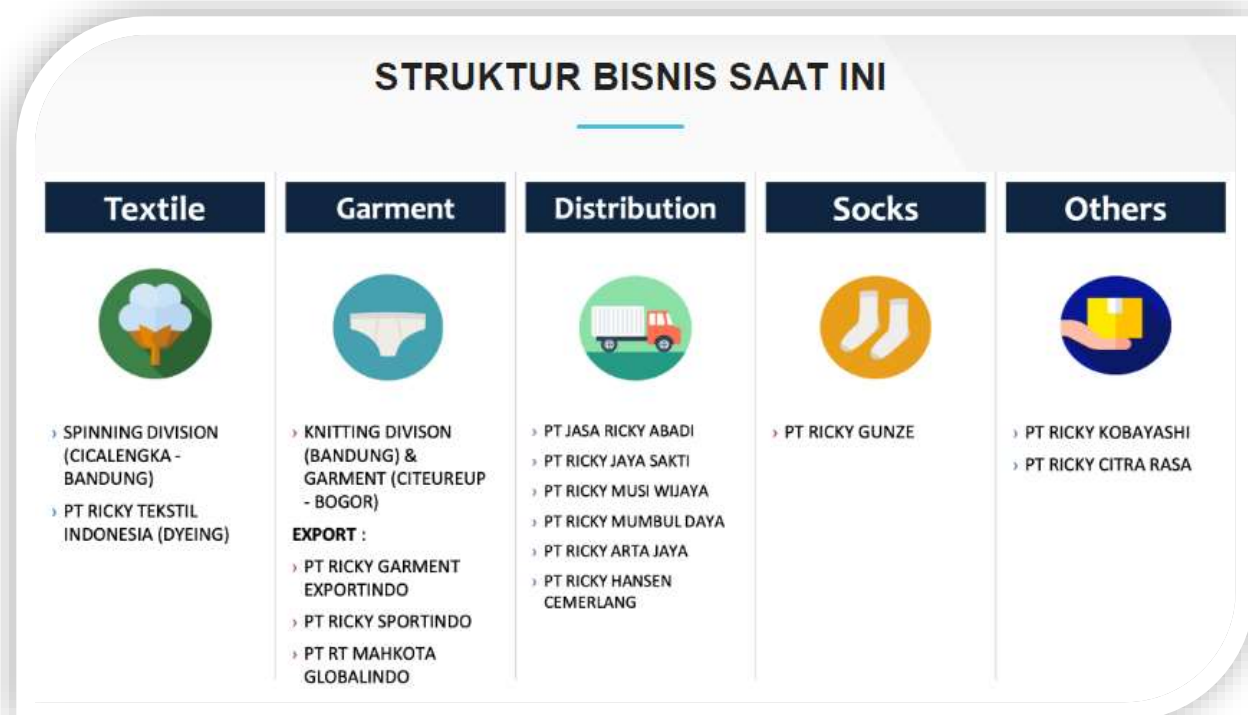 STRUKTUR BISNIS SAAT INI
Textile
› SPINNING DIVISION
(CICALENGKA -
BANDUNG)
› PT RICKY TEKSTIL
INDONESIA (DYEING)
Garment
› KNITTING DIVISON
(BANDUNG) &
GARMENT (CITEUREUP
- BOGOR)
EXPORT :
› PT RICKY GARMENT
EXPORTINDO
› PT RICKY SPORTINDO
› PT RT MAHKOTA
GLOBALINDO
Distribution
› PT JASA RICKY ABADI
› PT RICKY JAYA SAKTI
› PT RICKY MUSI WIJAYA
› PT RICKY MUMBUL DAYA
› PT RICKY ARTA JAYA
› PT RICKY HANSEN
CEMERLANG
Socks
› PT RICKY GUNZE
Others
› PT RICKY KOBAYASHI
› PT RICKY CITRA RASA